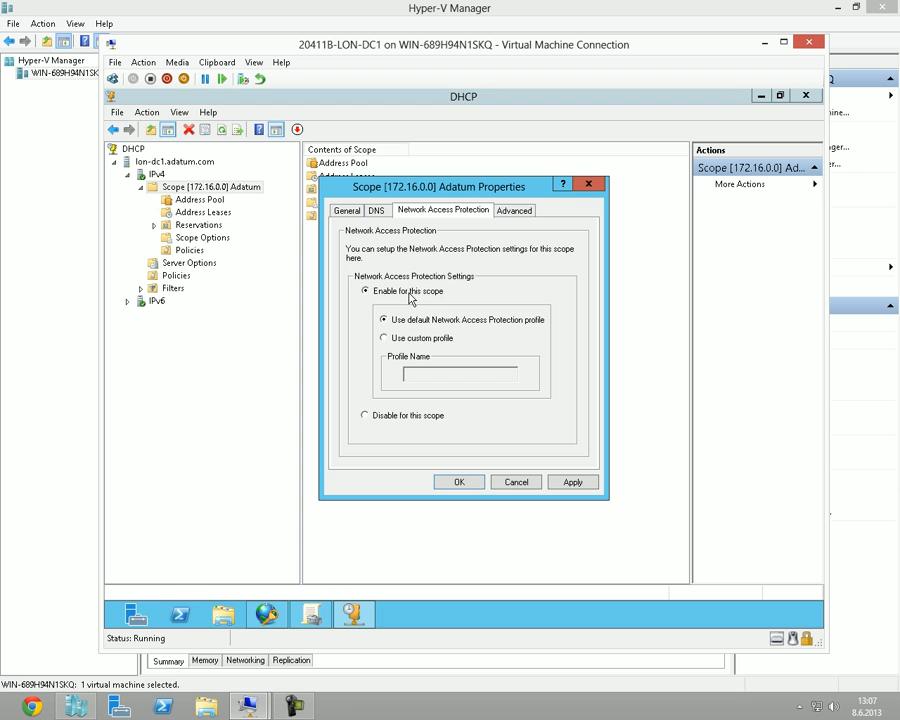 Hyper-V Manager
File Action View Help
Hyper-V Manager
WIN-689H94N1SK
20411B-LON-DC1 on WIN-689H94N1SKQ - Virtual Machine Connection
File Action Media Clipboard View Help
DHCP
File Action View Help
DHCP
lon-dc1.adatum.com
IPv4
Scope [172.16.0.0] Adatum
Address Pool
Address Leases
Reservations
Scope Options
Policies
Server Options
Policies
Filters
IPv6
Contents of Scope
Address Pool
Address Leases
Scope [172.16.0.0] Adatum Properties
General DNS Network Access Protection Advanced
Network Access Protection
You can setup the Network Access Protection settings for this scope
here.
Network Access Protection Settings
Enable for this scope
Use default Network Access Protection profile
Use custom profile
Profile Name
Disable for this scope
OK Cancel Apply
Actions
Scope [172.16.0.0] Ad...
More Actions
Q
ine...
ger...
er...
Status: Running
Summary Memory Networking Replication
WIN-689H94N1SKQ: 1 virtual machine selected.
13:07
8.6.2013